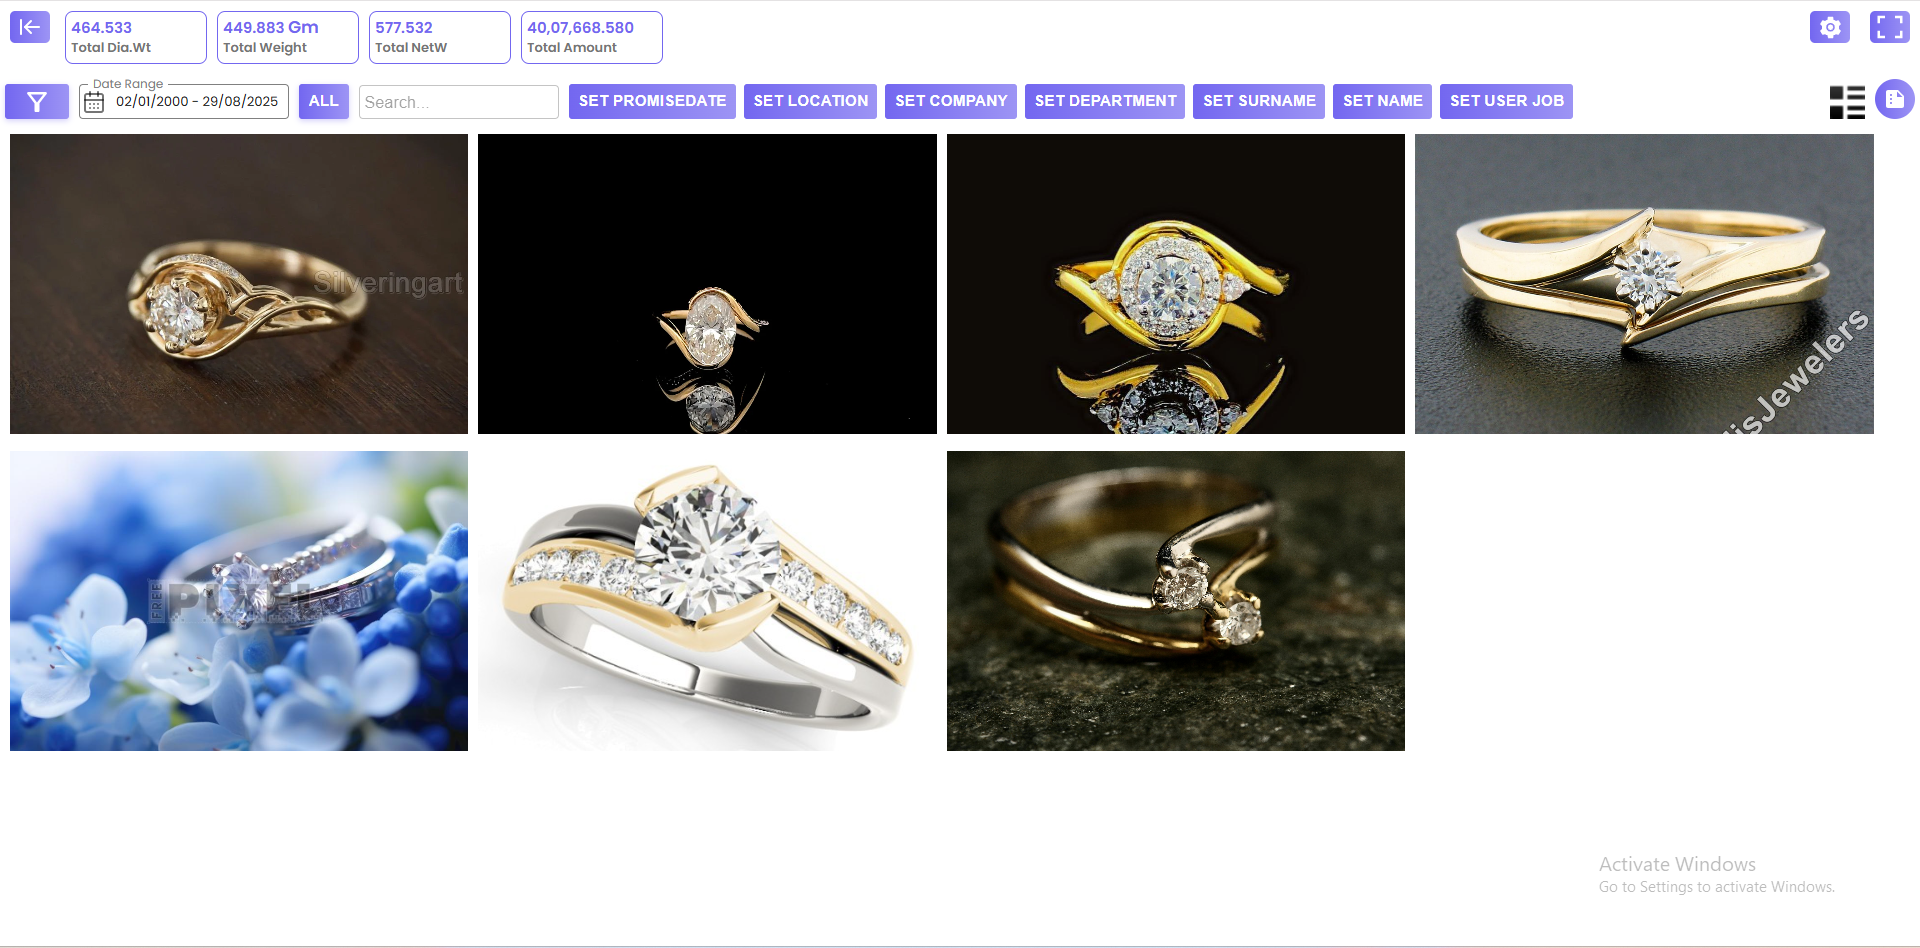 464.533
Total Dia.Wt
449.883 Gm
Total Weight
577.532
Total NetW
40,07,668.580
Total Amount
Date Range
02/01/2000 - 29/08/2025
ALL
Search...
SET PROMISEDATE
SET LOCATION
SET COMPANY
SET DEPARTMENT
SET SURNAME
SET NAME
SET USER JOB
Silveringart
isJewelers
FREE
Activate Windows
Go to Settings to activate Windows.